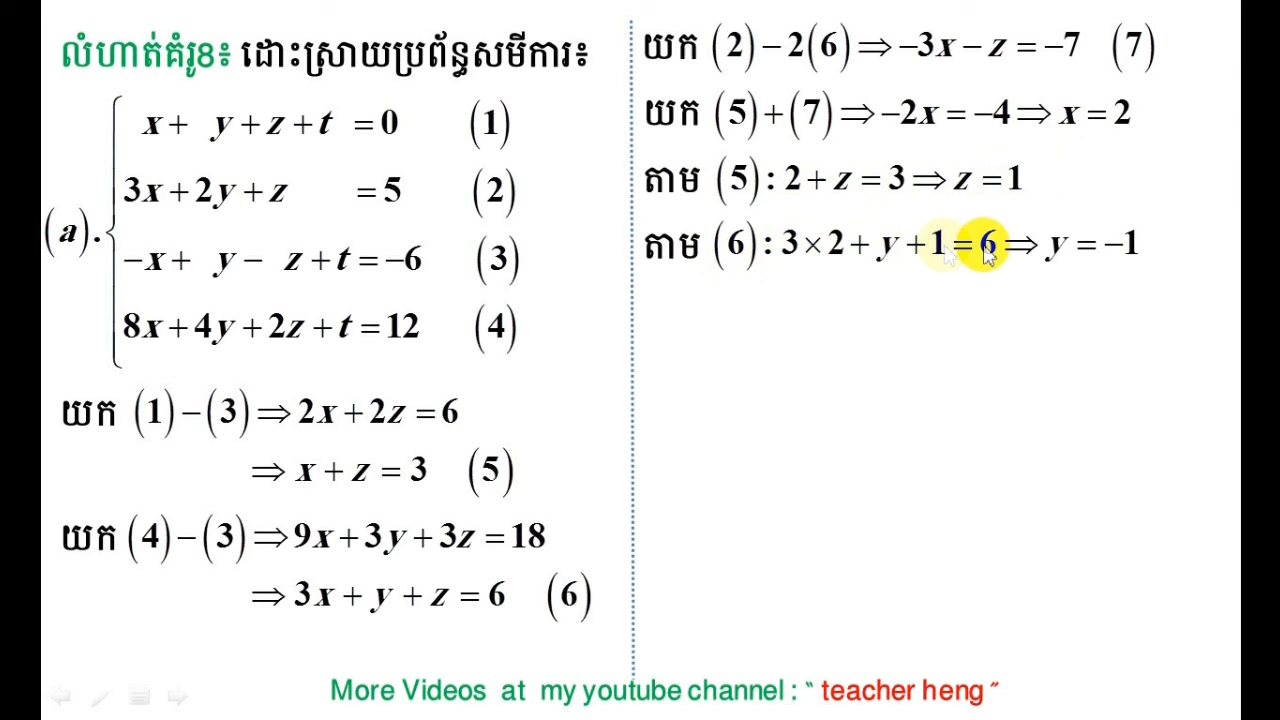 លំហាត់គំរូ8៖ ដោះស្រាយប្រព័ន្ធសមីការ៖
x + y + z + t = 0 (1)
3x + 2y + z = 5 (2)
(a).
-x + y - z + t = -6 (3)
8x + 4y + 2z + t = 12 (4)
យក (1) - (3) ⇒ 2x + 2z = 6
⇒ x + z = 3 (5)
យក (4) - (3) ⇒ 9x + 3y + 3z = 18
⇒ 3x + y + z = 6 (6)
យក (2) - 2(6) ⇒ -3x - z = -7 (7)
យក (5) + (7) ⇒ -2x = -4 ⇒ x = 2
តាម (5) : 2 + z = 3 ⇒ z = 1
តាម (6) : 3 × 2 + y + 1 = 6 ⇒ y = -1
More Videos at my youtube channel : “ teacher heng ”